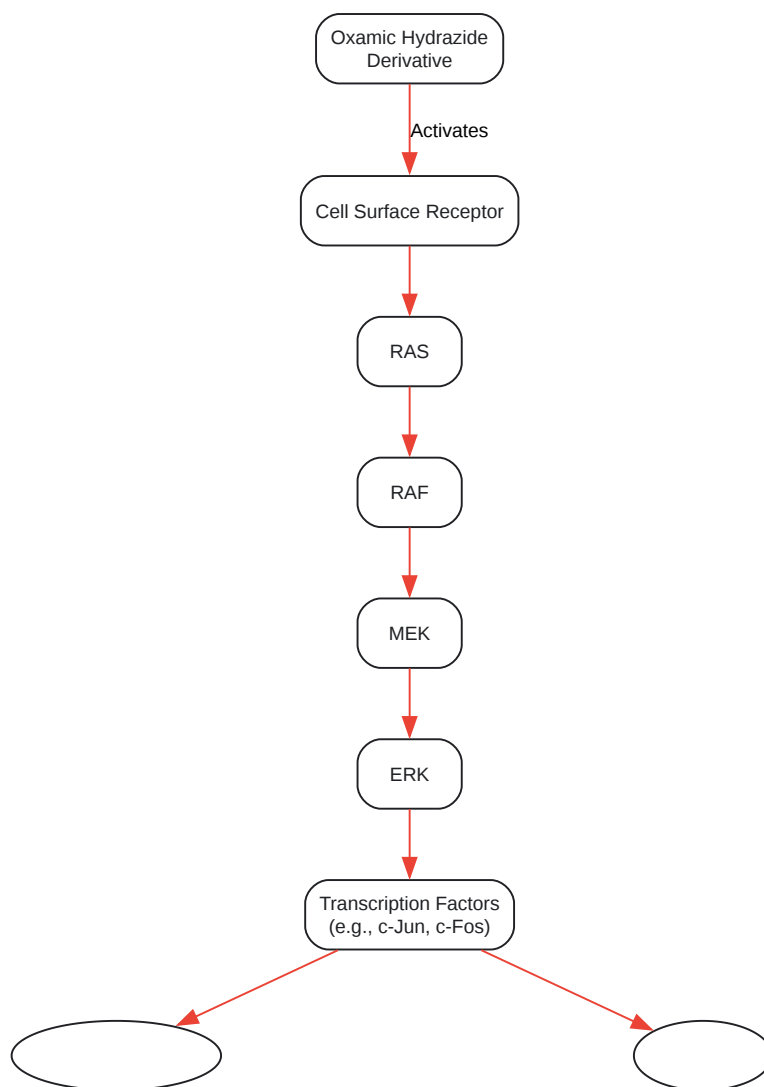 Oxamic Hydrazide
Derivative
Activates
Cell Surface Receptor
RAS
RAF
MEK
ERK
Transcription Factors
(e.g., c-Jun, c-Fos)